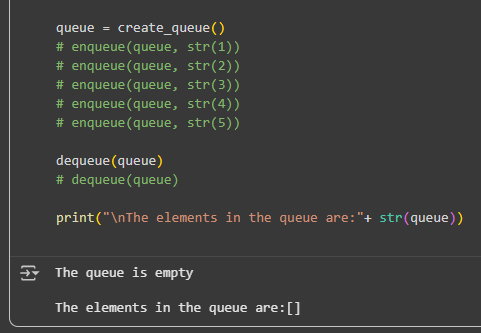 queue = create_queue()
# enqueue(queue, str(1))
# enqueue(queue, str(2))
# enqueue(queue, str(3))
# enqueue(queue, str(4))
# enqueue(queue, str(5))
dequeue(queue)
# dequeue(queue)
print("\nThe elements in the queue are:"+ str(queue))
The queue is empty
The elements in the queue are:[]